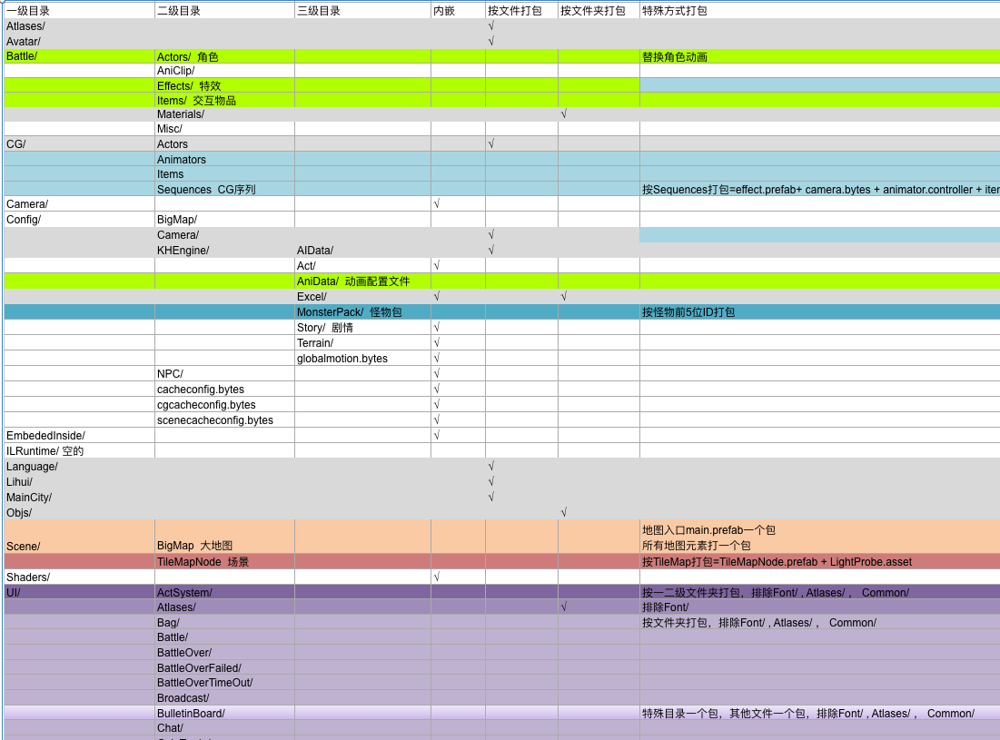 一级目录 二级目录 三级目录 内嵌 按文件打包 按文件夹打包 特殊方式打包
Atlases/ √
Avatar/ √
Battle/ Actors/ 角色 替换角色动画
AniClip/
Effects/ 特效
Items/ 交互物品
Materials/ √
Misc/
CG/ Actors √
Animators
Items
Sequences CG序列 按Sequences打包=effect.prefab+ camera.bytes + animator.controller + iter
Camera/ √
Config/ BigMap/
Camera/ √
KHEngine/ AIData/ √
Act/ √
AniData/ 动画配置文件
Excel/ √ √
MonsterPack/ 怪物包 按怪物前5位ID打包
Story/ 剧情 √
Terrain/ √
globalmotion.bytes √
NPC/ √
cacheconfig.bytes √
cgcacheconfig.bytes √
scenecacheconfig.bytes √
EmbededInside/ √
ILRuntime/ 空的
Language/ √
Lihui/ √
MainCity/ √
Objs/ √
地图入口main.prefab一个包
Scene/ BigMap 大地图 所有地图元素打一个包
TileMapNode 场景 按TileMap打包=TileMapNode.prefab + LightProbe.asset
Shaders/ √
UI/ ActSystem/ 按一二级文件夹打包，排除Font/ , Atlases/ ， Common/
Atlases/ √ 排除Font/
Bag/ 按文件夹打包，排除Font/ , Atlases/ ， Common/
Battle/
BattleOver/
BattleOverFailed/
BattleOverTimeOut/
Broadcast/
BulletinBoard/ 特殊目录一个包，其他文件一个包，排除Font/ , Atlases/ ， Common/
Chat/